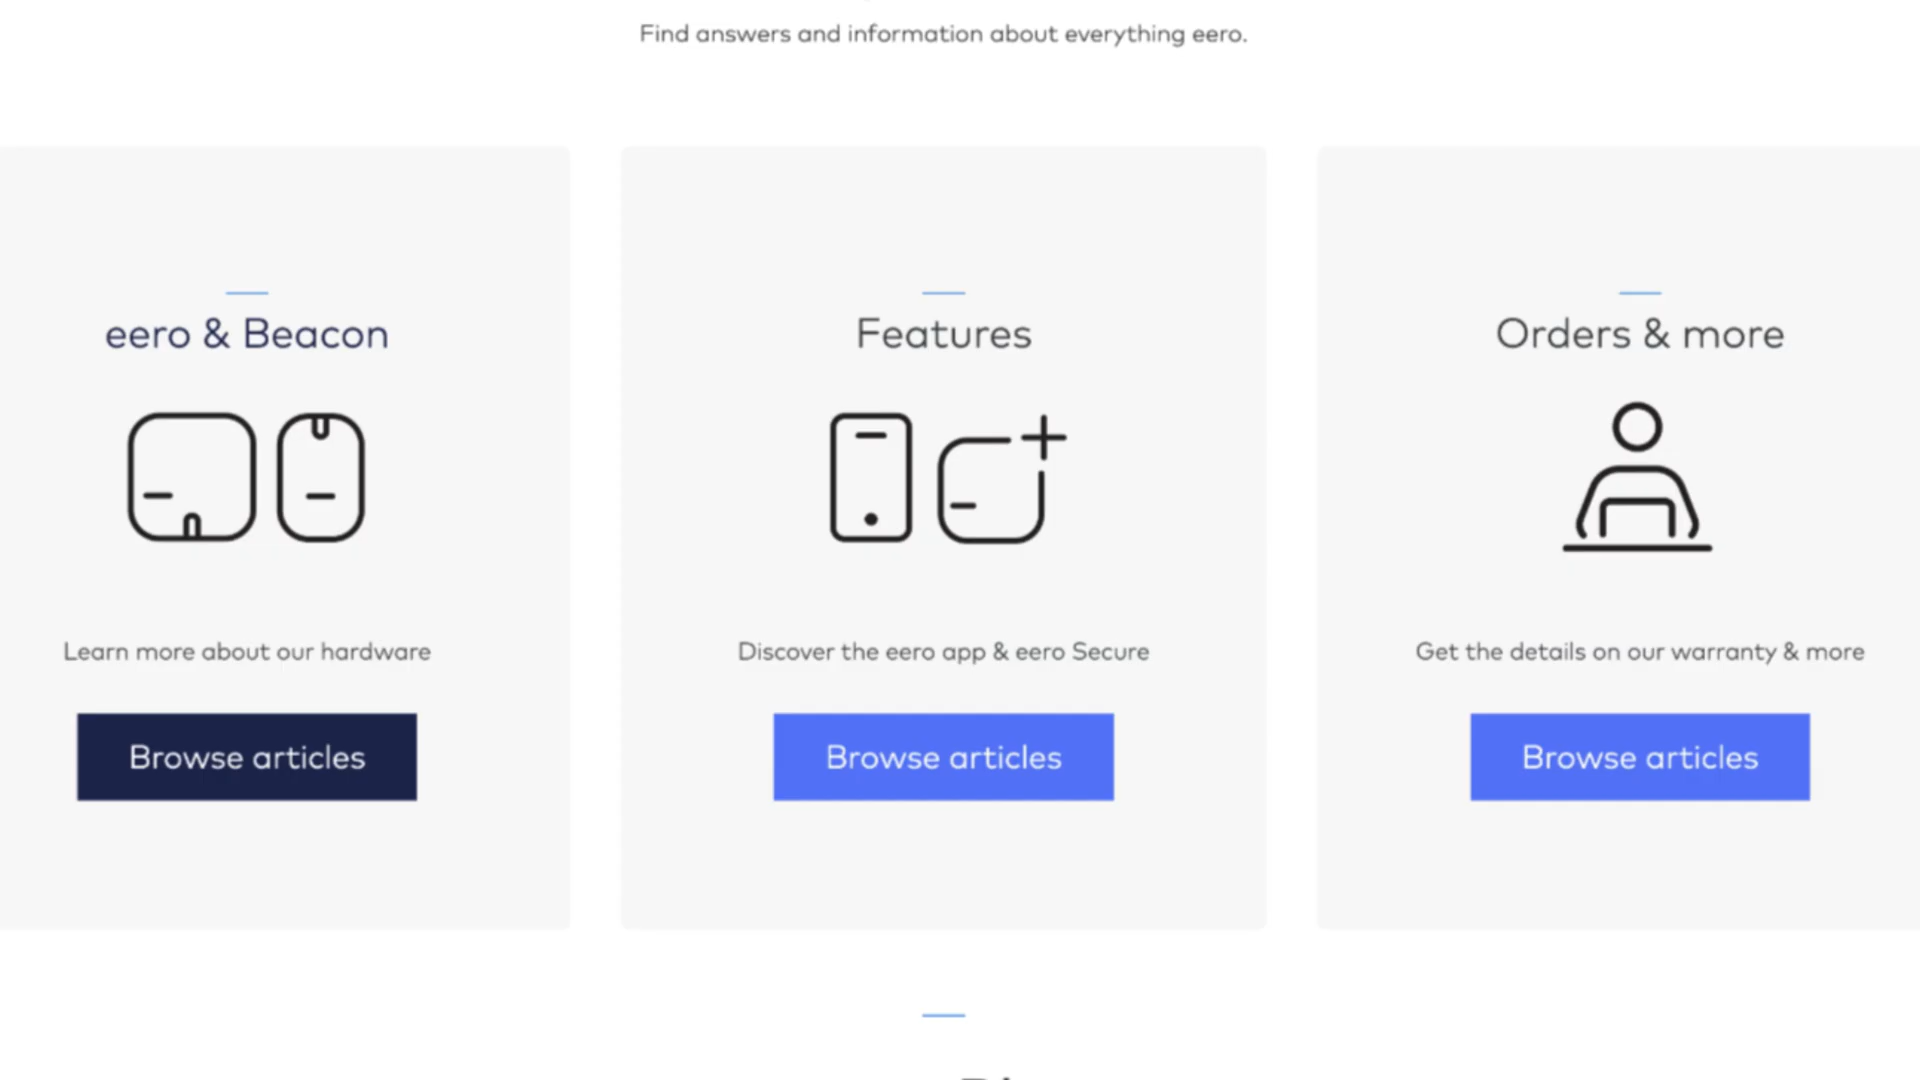 Find answers and information about everything eero.
eero & Beacon
Learn more about our hardware
Browse articles
Features
Discover the eero app & eero Secure
Browse articles
Orders & more
Get the details on our warranty & more
Browse articles